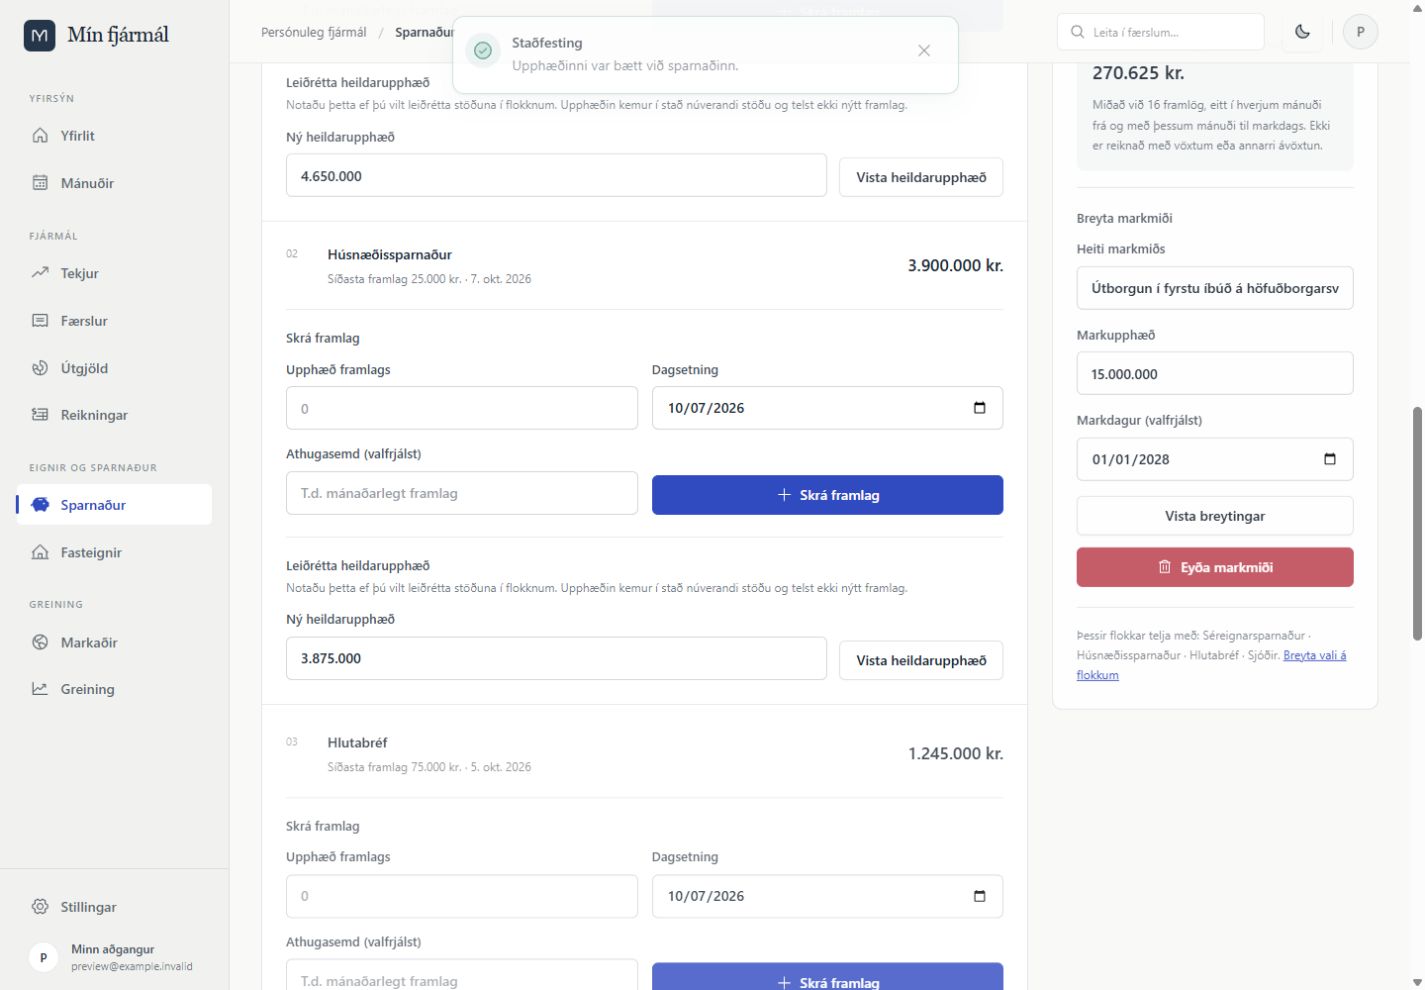 Mín fjármál
YFIRSÝN
Yfirlit
Mánuðir
FJÁRMÁL
Tekjur
Færslur
Útgjöld
Reikningar
EIGNIR OG SPARNAÐUR
Sparnaður
Fasteignir
GREINING
Markaðir
Greining
Stillingar
P
Minn aðgangur
preview@example.invalid
Persónuleg fjármál / Sparnaður
Staðfesting
Upphæðinni var bætt við sparnaðinn.
Leita í færslum...
P
Leiðrétta heildarupphæð
Notaðu þetta ef þú vilt leiðrétta stöðuna í flokknum. Upphæðin kemur í stað núverandi stöðu og telst ekki nýtt framlag.
Ný heildarupphæð
4.650.000
Vista heildarupphæð
02
Húsnæðissparnaður
Síðasta framlag 25.000 kr. · 7. okt. 2026
3.900.000 kr.
Skrá framlag
Upphæð framlags
0
Dagsetning
10/07/2026
Athugasemd (valfrjálst)
T.d. mánaðarlegt framlag
Skrá framlag
Leiðrétta heildarupphæð
Notaðu þetta ef þú vilt leiðrétta stöðuna í flokknum. Upphæðin kemur í stað núverandi stöðu og telst ekki nýtt framlag.
Ný heildarupphæð
3.875.000
Vista heildarupphæð
03
Hlutabréf
Síðasta framlag 75.000 kr. · 5. okt. 2026
1.245.000 kr.
Skrá framlag
Upphæð framlags
0
Dagsetning
10/07/2026
Athugasemd (valfrjálst)
T.d. mánaðarlegt framlag
Skrá framlag
270.625 kr.
Miðað við 16 framlög, eitt í hverjum mánuði
frá og með þessum mánuði til markdags. Ekki
er reiknað með vöxtum eða annarri ávöxtun.
Breyta markmiði
Heiti markmiðs
Útborgun í fyrstu íbúð á höfuðborgarsv
Markupphæð
15.000.000
Markdagur (valfrjálst)
01/01/2028
Vista breytingar
Eyða markmiði
Þessir flokkar telja með: Séreignarsparnaður ·
Húsnæðissparnaður · Hlutabréf · Sjóðir. Breyta vali á
flokkum